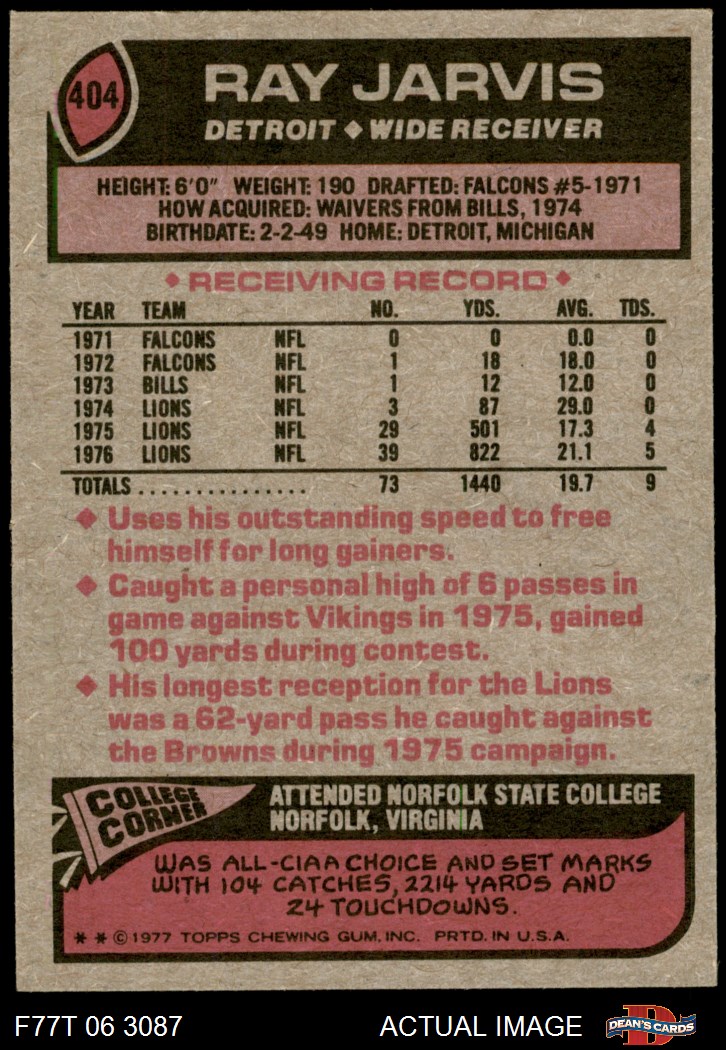 404
RAY JARVIS
DETROIT ◆ WIDE RECEIVER
HEIGHT: 6'0" WEIGHT: 190 DRAFTED: FALCONS #5-1971
HOW ACQUIRED: WAIVERS FROM BILLS, 1974
BIRTHDATE: 2-2-49 HOME: DETROIT, MICHIGAN
◆ RECEIVING RECORD ◆
YEAR TEAM NO. YDS. AVG. TDS.
1971 FALCONS NFL 0 0 0.0 0
1972 FALCONS NFL 1 18 18.0 0
1973 BILLS NFL 1 12 12.0 0
1974 LIONS NFL 3 87 29.0 0
1975 LIONS NFL 29 501 17.3 4
1976 LIONS NFL 39 822 21.1 5
TOTALS ................ 73 1440 19.7 9
◆ Uses his outstanding speed to free
himself for long gainers.
◆ Caught a personal high of 6 passes in
game against Vikings in 1975, gained
100 yards during contest.
◆ His longest reception for the Lions
was a 62-yard pass he caught against
the Browns during 1975 campaign.
COLLEGE
CORNER
ATTENDED NORFOLK STATE COLLEGE
NORFOLK, VIRGINIA
WAS ALL-CIAA CHOICE AND SET MARKS
WITH 104 CATCHES, 2214 YARDS AND
24 TOUCHDOWNS.
* * © 1977 TOPPS CHEWING GUM, INC. PRTD. IN U.S.A.
F77T 06 3087 ACTUAL IMAGE
D
DEAN'S CARDS